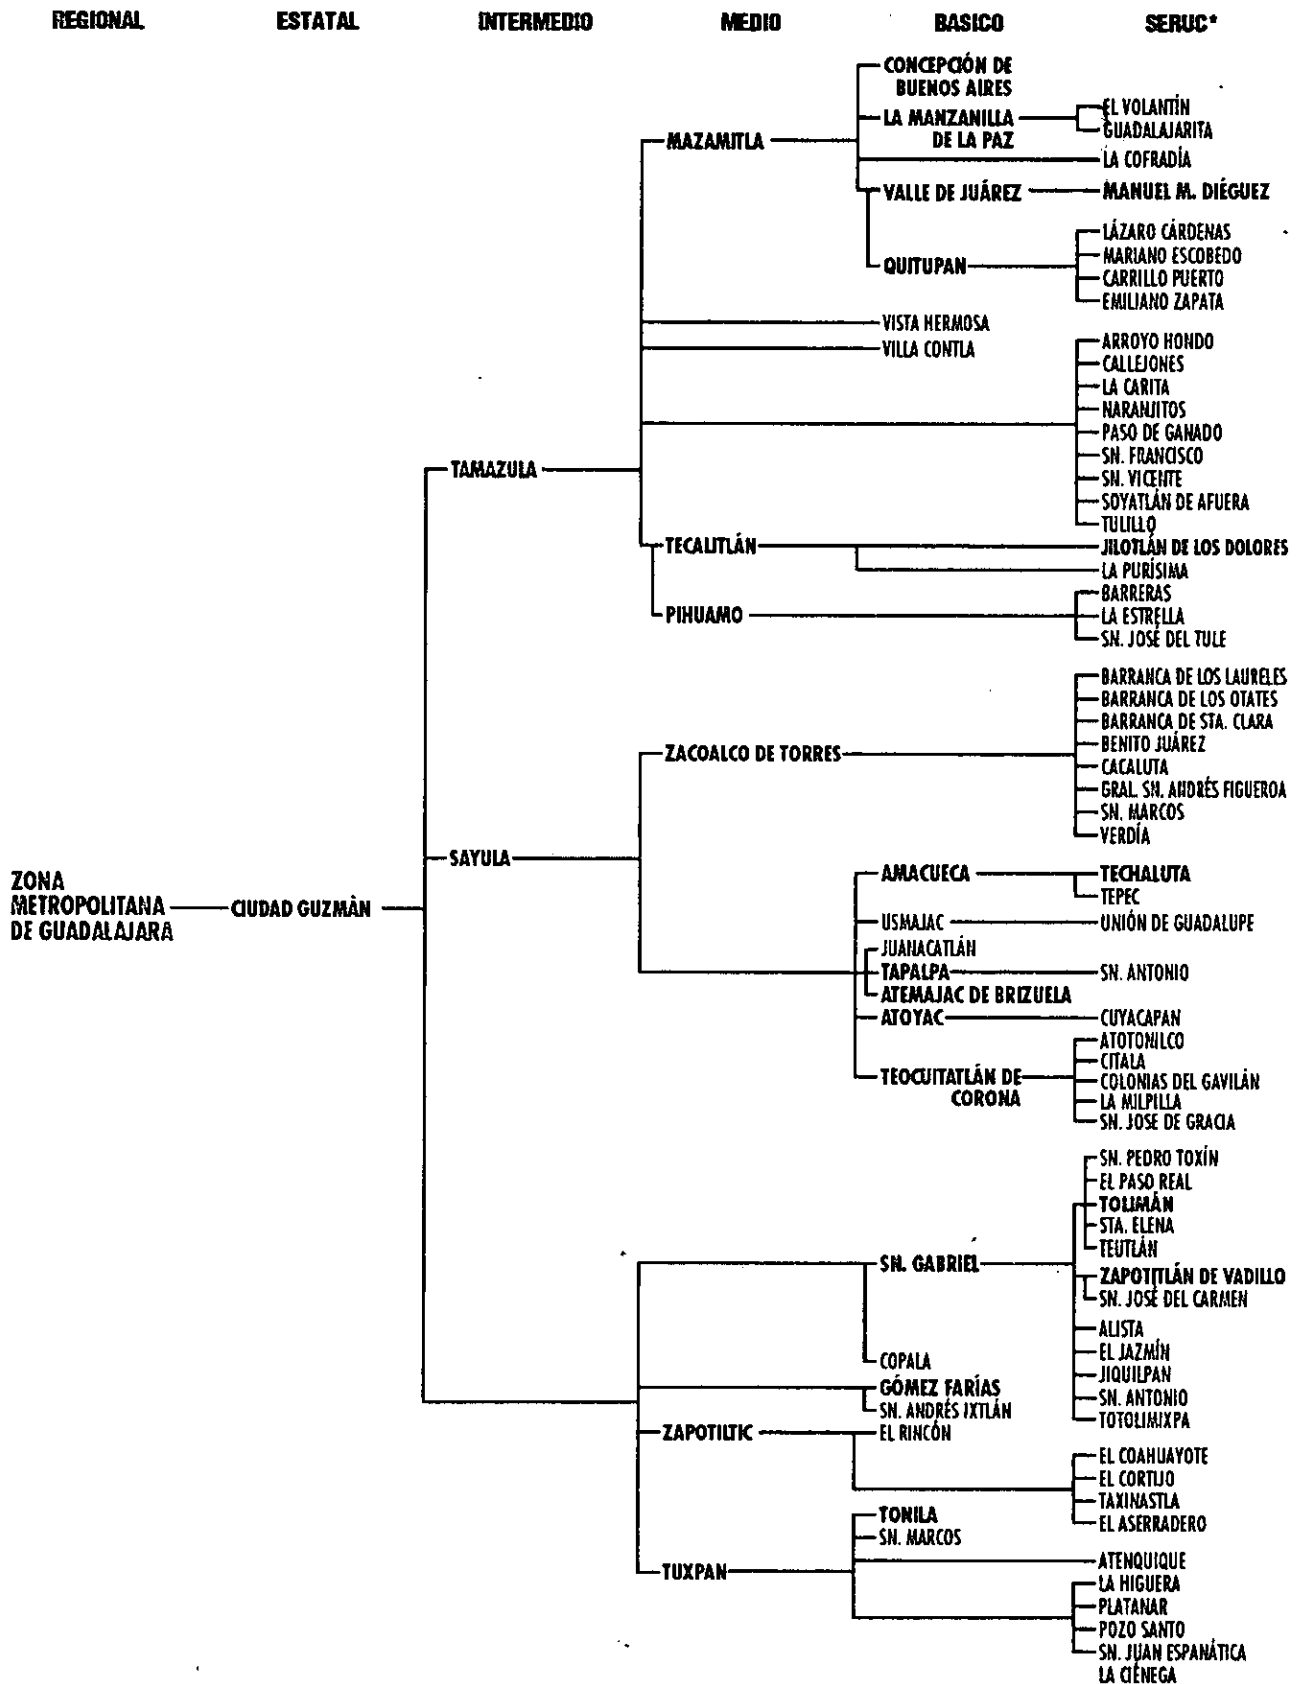 REGIONAL ESTATAL INTERMEDIO MEDIO BASICO SERUC*
CONCEPCIÓN DE
BUENOS AIRES
LA MANZANILLA
DE LA PAZ
EL VOLANTÍN
GUADALAJARITA
MAZAMITLA
LA COFRADÍA
VALLE DE JUÁREZ
MANUEL M. DIÉGUEZ
QUITUPAN
LÁZARO CÁRDENAS
MARIANO ESCOBEDO
CARRILLO PUERTO
EMILIANO ZAPATA
VISTA HERMOSA
VILLA CONTLA
ARROYO HONDO
CALLEJONES
LA CARITA
NARANJITOS
PASO DE GANADO
SN. FRANCISCO
SN. VICENTE
SOYATLÁN DE AFUERA
TULILLO
TAMAZULA
TECALITLÁN
JILOTLÁN DE LOS DOLORES
LA PURÍSIMA
PIHUAMO
BARRERAS
LA ESTRELLA
SN. JOSÉ DEL TULE
ZACOALCO DE TORRES
BARRANCA DE LOS LAURELES
BARRANCA DE LOS OTATES
BARRANCA DE STA. CLARA
BENITO JUÁREZ
CACALUTA
GRAL. SN. ANDRÉS FIGUEROA
SN. MARCOS
VERDÍA
SAYULA
ZONA
METROPOLITANA
DE GUADALAJARA
CIUDAD GUZMÁN
AMACUECA
TECHALUTA
TEPEC
USMAJAC
UNIÓN DE GUADALUPE
JUANACATLÁN
TAPALPA
SN. ANTONIO
ATEMAJAC DE BRIZUELA
ATOYAC
CUYACAPAN
TEOCUITATLÁN DE
CORONA
ATOTONILCO
CITALA
COLONIAS DEL GAVILÁN
LA MILPILLA
SN. JOSE DE GRACIA
SN. GABRIEL
SN. PEDRO TOXÍN
EL PASO REAL
TOLIMÁN
STA. ELENA
TEUTLÁN
ZAPOTITLÁN DE VADILLO
SN. JOSÉ DEL CARMEN
ALISTA
EL JAZMÍN
JIQUILPAN
SN. ANTONIO
TOTOLIMIXPA
COPALA
GÓMEZ FARÍAS
SN. ANDRÉS IXTLÁN
ZAPOTILTIC
EL RINCÓN
EL COAHUAYOTE
EL CORTIJO
TAXINASTLA
EL ASERRADERO
TUXPAN
TONILA
SN. MARCOS
ATENQUIQUE
LA HIGUERA
PLATANAR
POZO SANTO
SN. JUAN ESPANÁTICA
LA CIÉNEGA